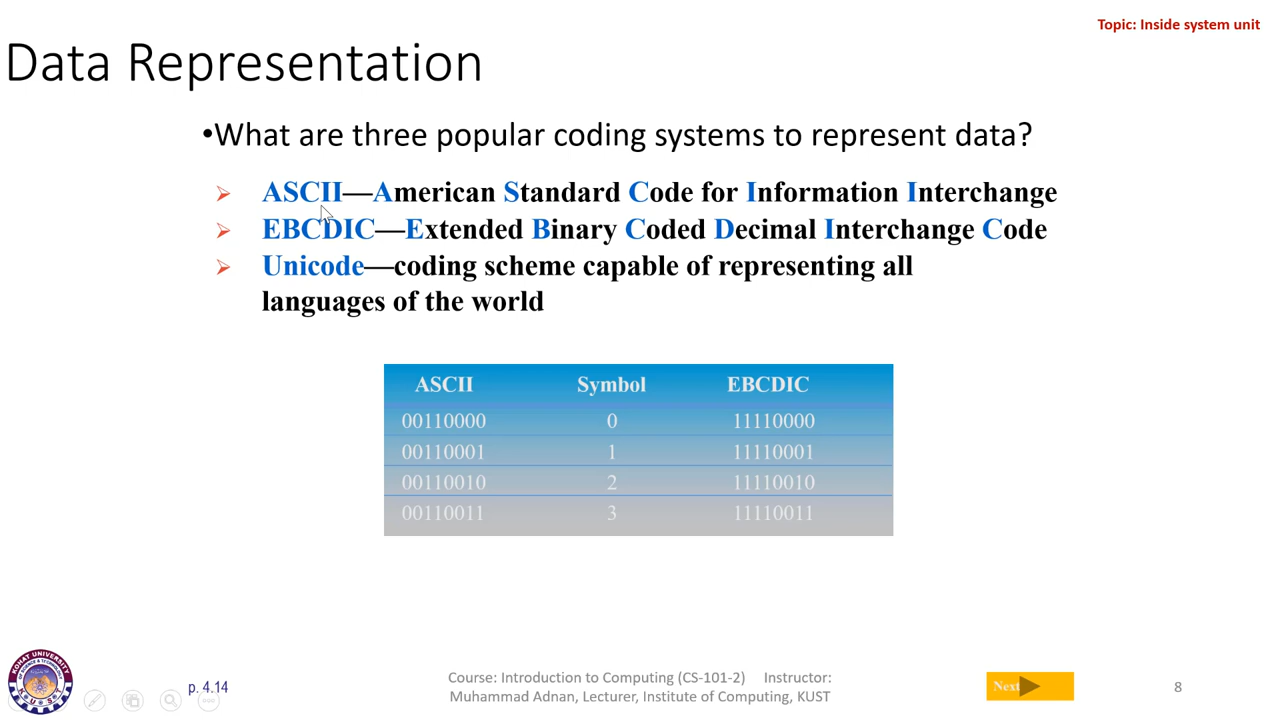 Topic: Inside system unit
Data Representation
•What are three popular coding systems to represent data?
➢ ASCII—American Standard Code for Information Interchange
➢ EBCDIC—Extended Binary Coded Decimal Interchange Code
➢ Unicode—coding scheme capable of representing all
languages of the world
ASCII Symbol EBCDIC
00110000 0 11110000
00110001 1 11110001
00110010 2 11110010
00110011 3 11110011
KOHAT UNIVERSITY
p. 4.14
Course: Introduction to Computing (CS-101-2) Instructor:
Muhammad Adnan, Lecturer, Institute of Computing, KUST
Next
8